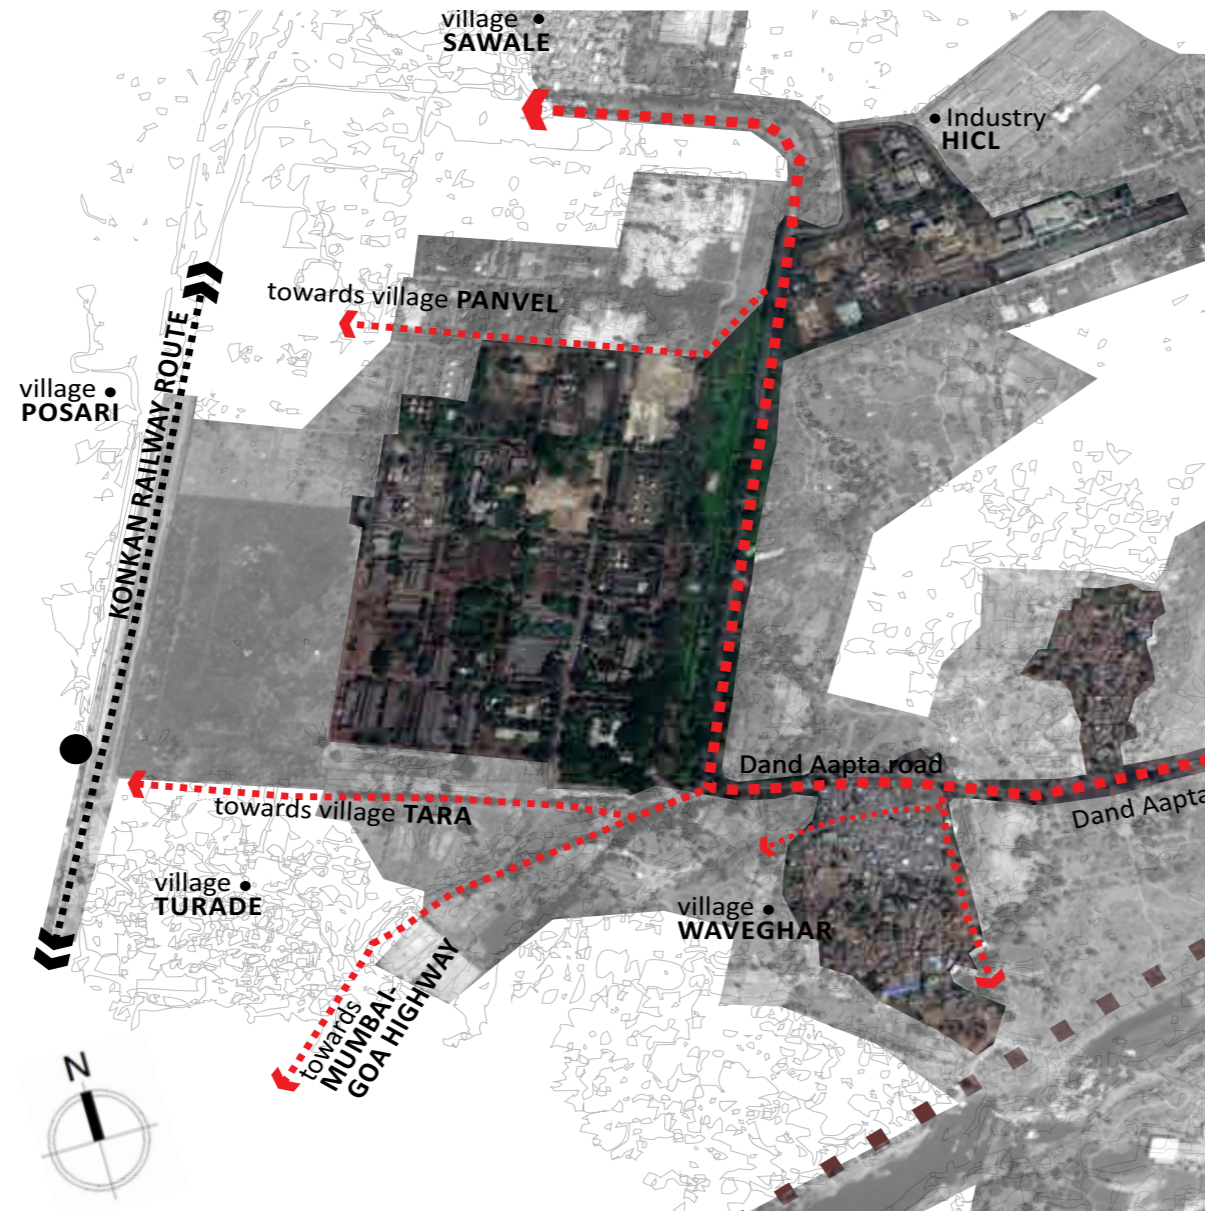 village
SAWALE
Industry
HICL
towards village PANVEL
village
POSARI
KONKAN RAILWAY ROUTE
Dand Aapta road
Dand Aapta
towards village TARA
village
TURADE
village
WAVEGHAR
towards
MUMBAI-
GOA HIGHWAY
N